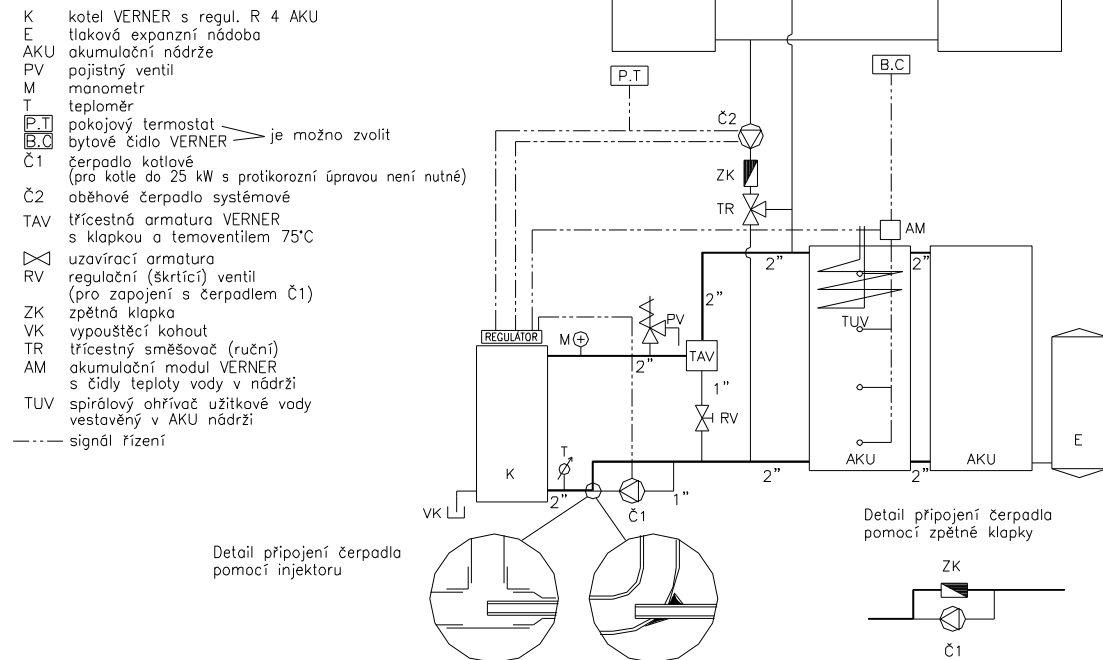 K kotel VERNER s regul. R 4 AKU
E tlaková expanzní nádoba
AKU akumulační nádrže
PV pojistný ventil
M manometr
T teploměr
P.T pokojový termostat
B.C bytové čidlo VERNER
je možno zvolit
Č1 čerpadlo kotlové
(pro kotle do 25 kW s protikorozní úpravou není nutné)
Č2 oběhové čerpadlo systémové
TAV třícestná armatura VERNER
s klapkou a temoventilem 75°C
uzavírací armatura
RV regulační (škrtící) ventil
(pro zapojení s čerpadlem Č1)
ZK zpětná klapka
VK vypouštěcí kohout
TR třícestný směšovač (ruční)
AM akumulační modul VERNER
s čidly teploty vody v nádrži
TUV spirálový ohřívač užitkové vody
vestavěný v AKU nádrži
signál řízení
P.T
B.C
Č2
ZK
TR
AM
2"
2"
2"
TUV
REGULÁTOR
M
PV
2"
TAV
1"
RV
K
T
2"
Č1
1"
2"
AKU
2"
AKU
E
VK
Detail připojení čerpadla
pomocí injektoru
Detail připojení čerpadla
pomocí zpětné klapky
ZK
Č1